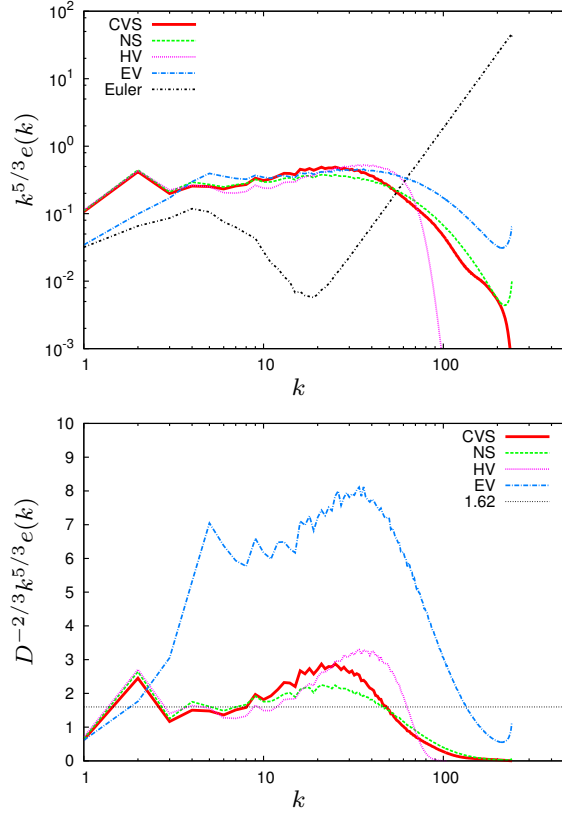 10^2
10^1
10^0
10^-1
10^-2
10^-3
k^{5/3}e(k)
CVS
NS
HV
EV
Euler
1
10
100
k
10
9
8
7
6
5
4
3
2
1
0
D^{-2/3}k^{5/3}e(k)
CVS
NS
HV
EV
1.62
1
10
100
k